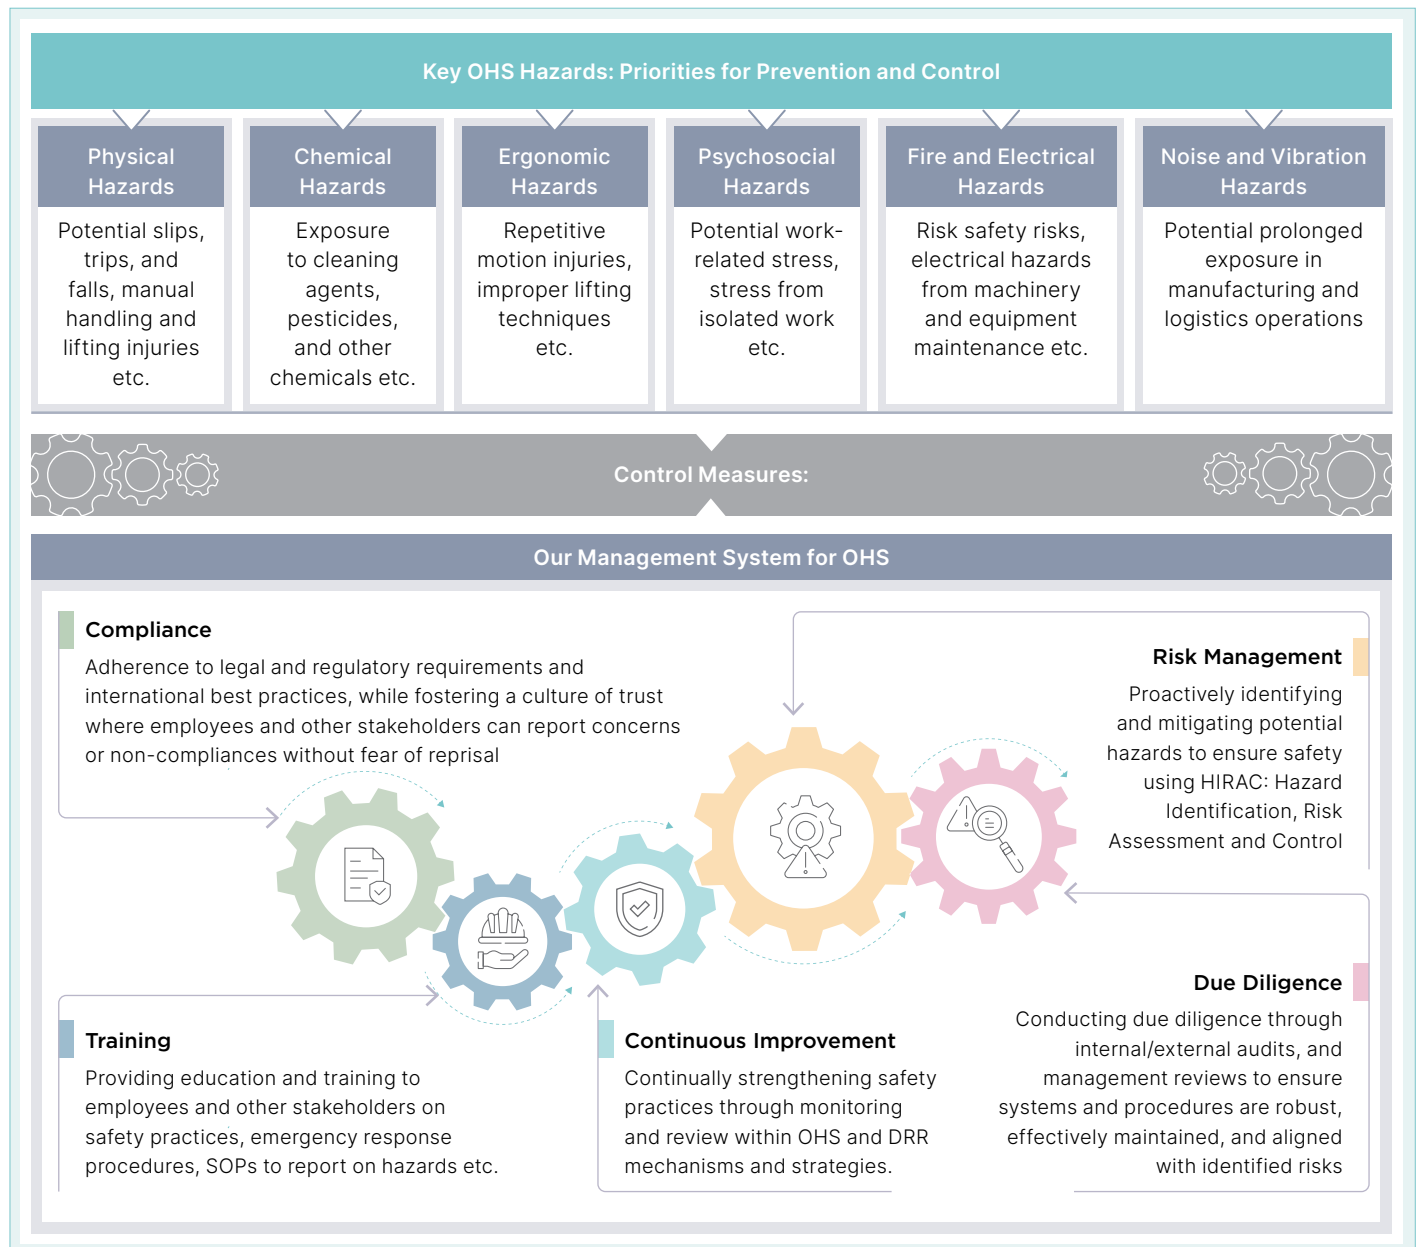 Key OHS Hazards: Priorities for Prevention and Control
Physical
Hazards
Potential slips,
trips, and
falls, manual
handling and
lifting injuries
etc.
Chemical
Hazards
Exposure
to cleaning
agents,
pesticides,
and other
chemicals etc.
Ergonomic
Hazards
Repetitive
motion injuries,
improper lifting
techniques
etc.
Psychosocial
Hazards
Potential work-
related stress,
stress from
isolated work
etc.
Fire and Electrical
Hazards
Risk safety risks,
electrical hazards
from machinery
and equipment
maintenance etc.
Noise and Vibration
Hazards
Potential prolonged
exposure in
manufacturing and
logistics operations
Control Measures:
Our Management System for OHS
Compliance
Adherence to legal and regulatory requirements and
international best practices, while fostering a culture of trust
where employees and other stakeholders can report concerns
or non-compliances without fear of reprisal
Risk Management
Proactively identifying
and mitigating potential
hazards to ensure safety
using HIRAC: Hazard
Identification, Risk
Assessment and Control
Training
Providing education and training to
employees and other stakeholders on
safety practices, emergency response
procedures, SOPs to report on hazards etc.
Continuous Improvement
Continually strengthening safety
practices through monitoring
and review within OHS and DRR
mechanisms and strategies.
Due Diligence
Conducting due diligence through
internal/external audits, and
management reviews to ensure
systems and procedures are robust,
effectively maintained, and aligned
with identified risks